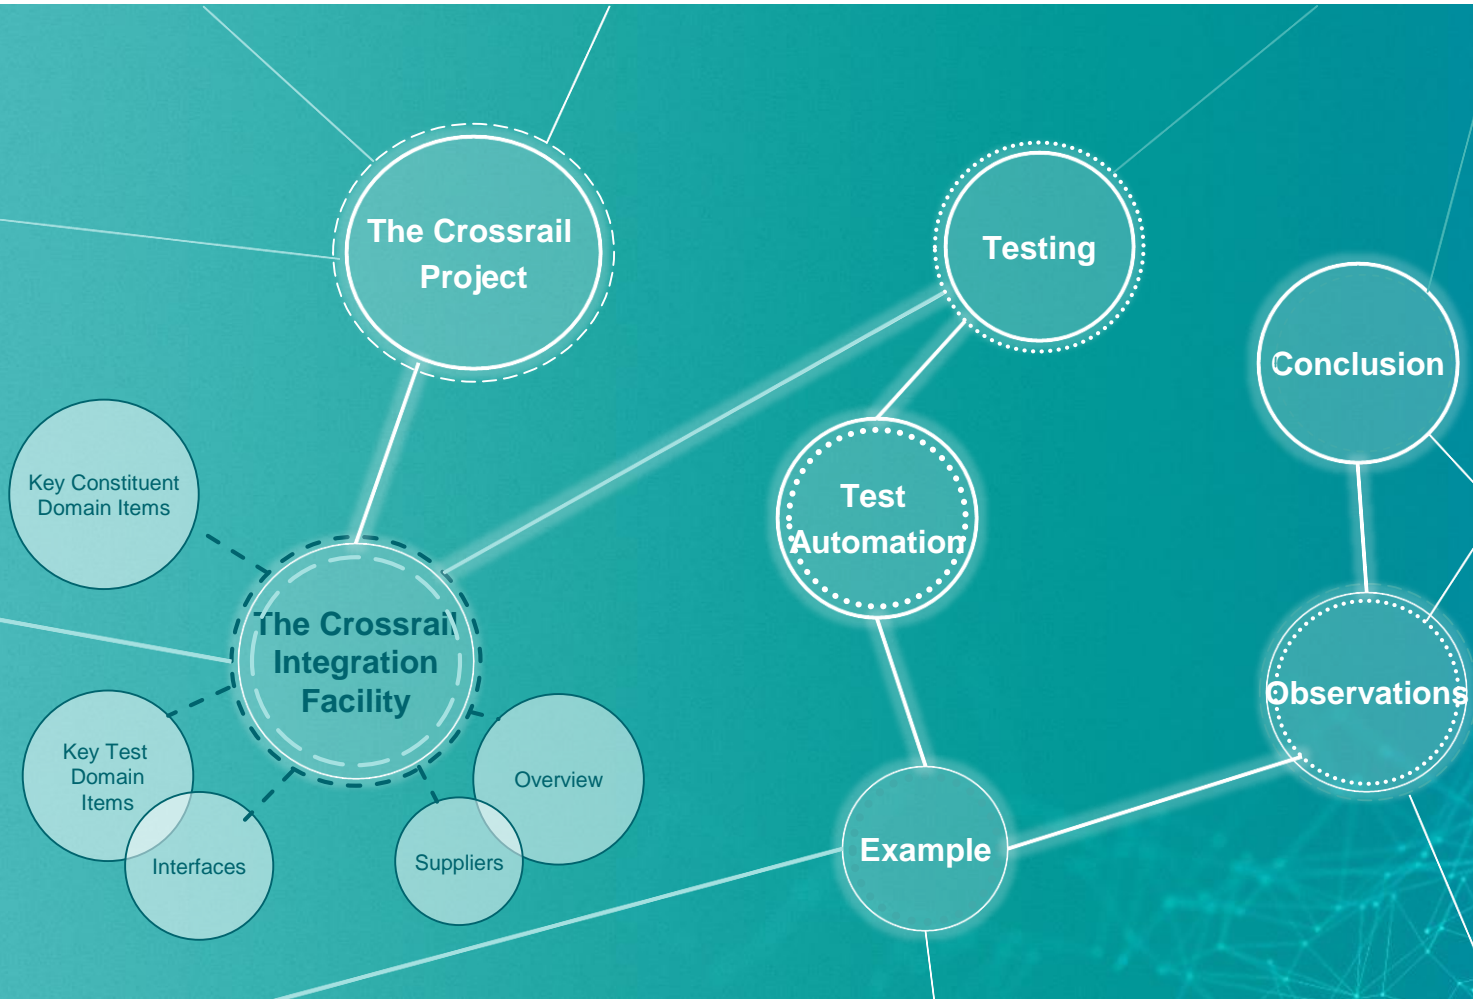 The Crossrail
Project
Testing
Conclusion
Key Constituent
Domain Items
Test
Automation
The Crossrail
Integration
Facility
Observations
Key Test
Domain
Items
Overview
Interfaces
Suppliers
Example